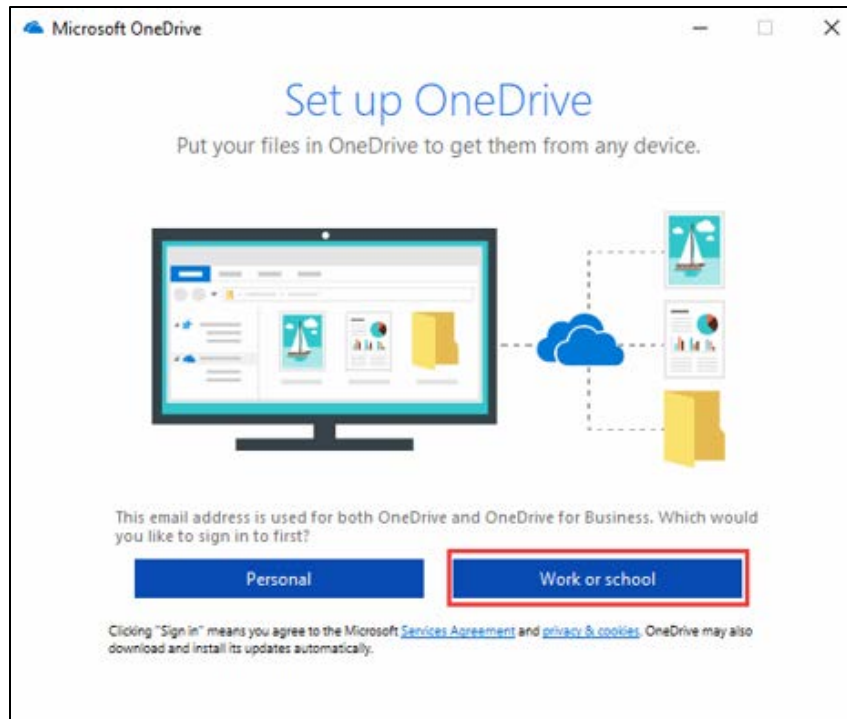 Microsoft OneDrive
Set up OneDrive
Put your files in OneDrive to get them from any device.
This email address is used for both OneDrive and OneDrive for Business. Which would
you like to sign in to first?
Personal Work or school
Clicking "Sign in" means you agree to the Microsoft Services Agreement and privacy & cookies. OneDrive may also
download and install its updates automatically.